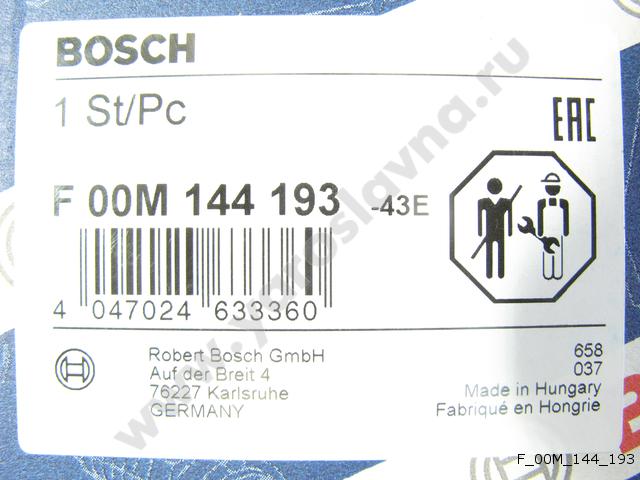 BOSCH
1 St/Pc
EAC
F 00M 144 193 -43E
4 047024 633360
Robert Bosch GmbH
Auf der Breit 4
76227 Karlsruhe
GERMANY
658
037
Made in Hungary
Fabriqué en Hongrie
www.yaroslavna.ru
F_00M_144_193